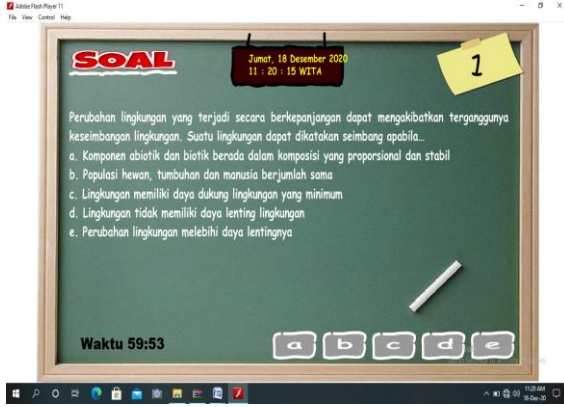 Adobe Flash Player 11
File View Control Help
SOAL
Jumat, 18 Desember 2020
11 : 20 : 15 WITA
1
Perubahan lingkungan yang terjadi secara berkepanjangan dapat mengakibatkan terganggunya
keseimbangan lingkungan. Suatu lingkungan dapat dikatakan seimbang apabila...
a. Komponen abiotik dan biotik berada dalam komposisi yang proporsional dan stabil
b. Populasi hewan, tumbuhan dan manusia berjumlah sama
c. Lingkungan memiliki daya dukung lingkungan yang minimum
d. Lingkungan tidak memiliki daya lenting lingkungan
e. Perubahan lingkungan melebihi daya lentingnya
Waktu 59:53
a b c d e
11:20 AM
18-Dec-20